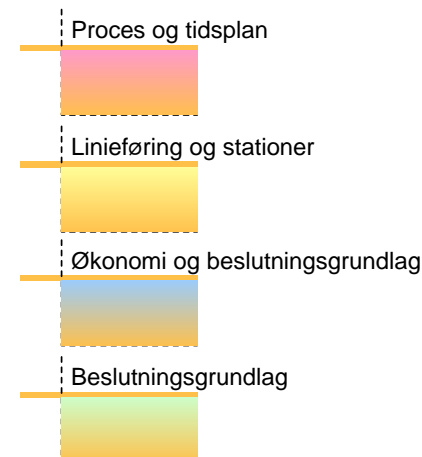 Proces og tidsplan
Linieføring og stationer
Økonomi og beslutningsgrundlag
Beslutningsgrundlag